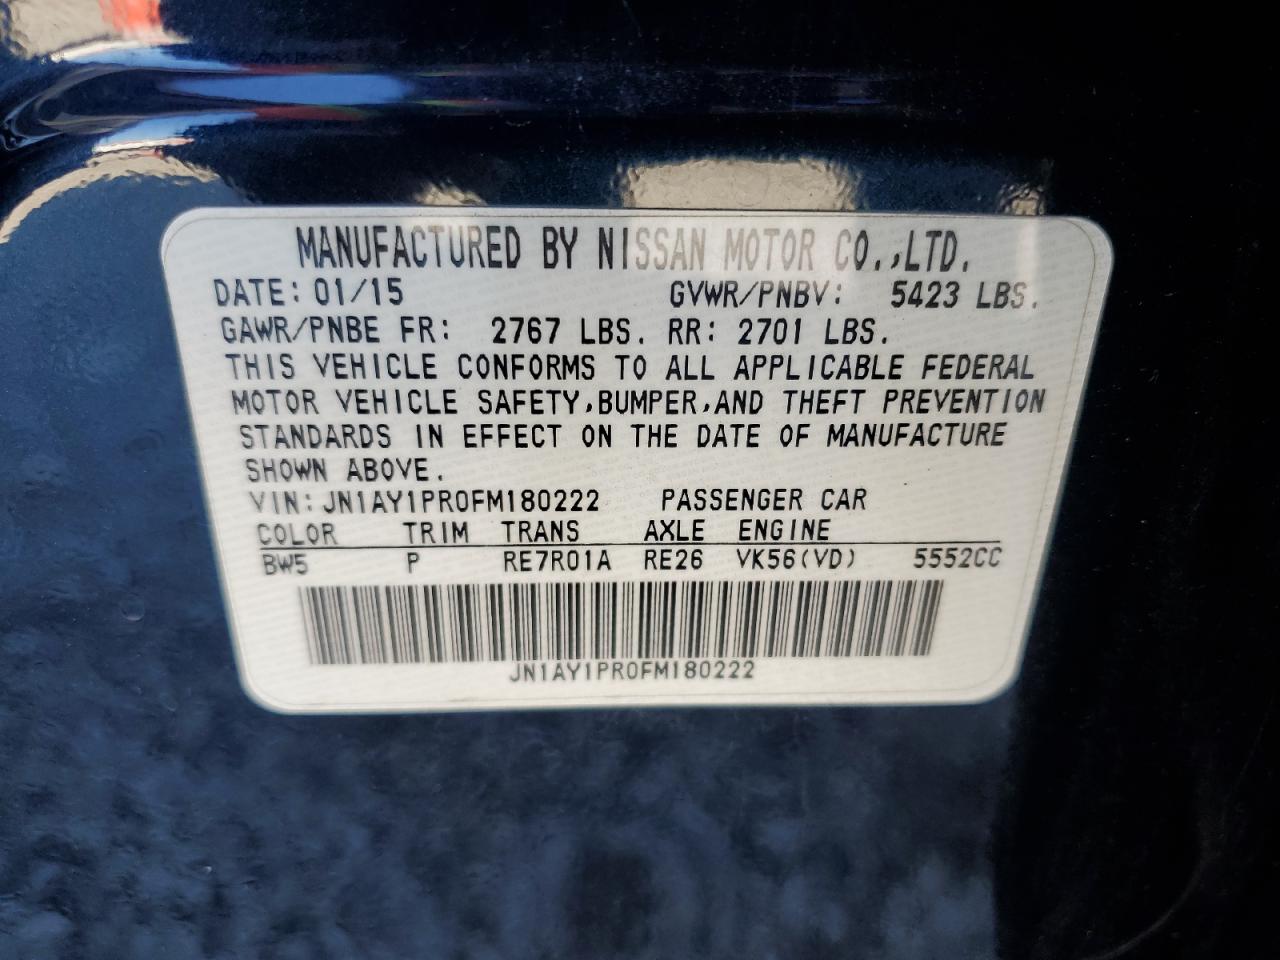 MANUFACTURED BY NISSAN MOTOR CO.,LTD.
DATE: 01/15 GVWR/PNBV: 5423 LBS.
GAWR/PNBE FR: 2767 LBS. RR: 2701 LBS.
THIS VEHICLE CONFORMS TO ALL APPLICABLE FEDERAL
MOTOR VEHICLE SAFETY,BUMPER,AND THEFT PREVENTION
STANDARDS IN EFFECT ON THE DATE OF MANUFACTURE
SHOWN ABOVE.
VIN:JN1AY1PR0FM180222 PASSENGER CAR
COLOR TRIM TRANS AXLE ENGINE
BW5 P RE7R01A RE26 VK56(VD) 5552CC
JN1AY1PR0FM180222